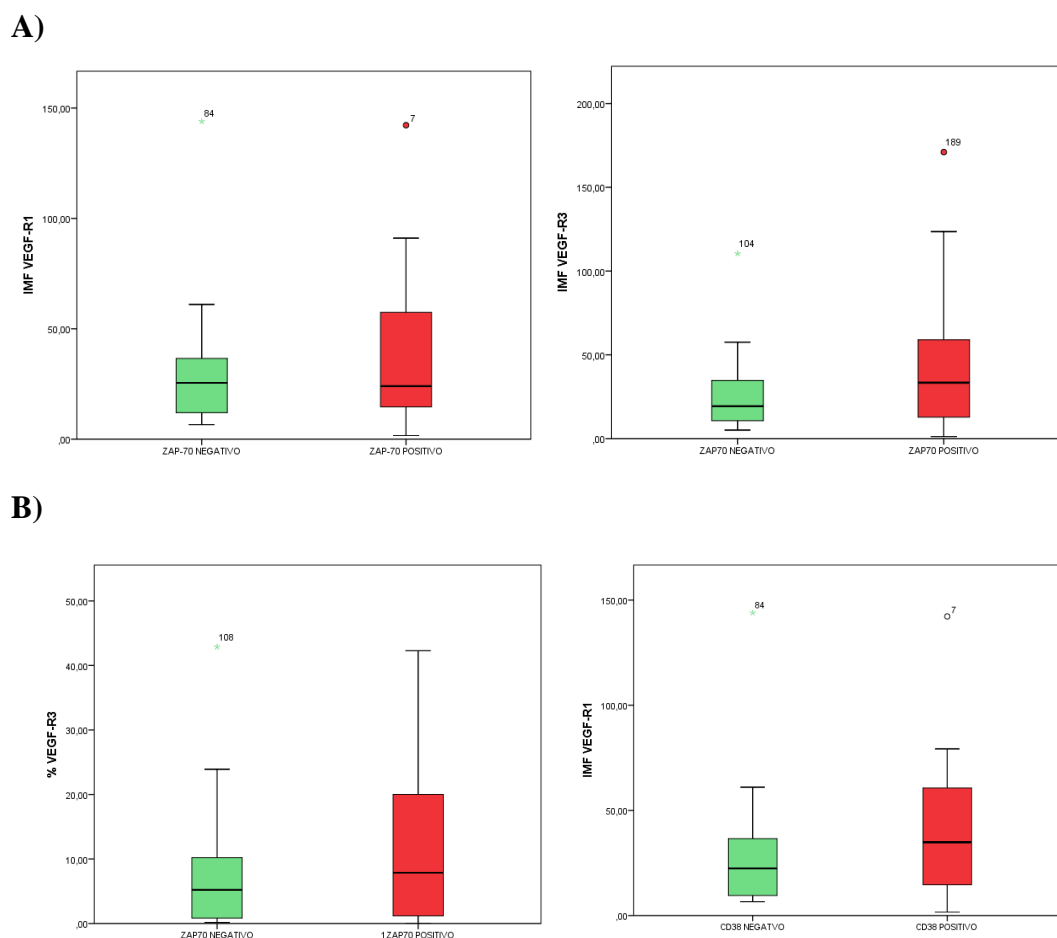 A)
IMF VEGF-R1
150,00
100,00
50,00
,00
84
7
ZAP-70 NEGATIVO
ZAP-70 POSITIVO
IMF VEGF-R3
200,00
150,00
100,00
50,00
,00
104
189
ZAP70 NEGATIVO
ZAP70 POSITIVO
B)
% VEGF-R3
50,00
40,00
30,00
20,00
10,00
,00
108
ZAP70 NEGATIVO
1ZAP70 POSITIVO
IMF VEGF-R1
150,00
100,00
50,00
,00
84
7
CD38 NEGATVO
CD38 POSITIVO